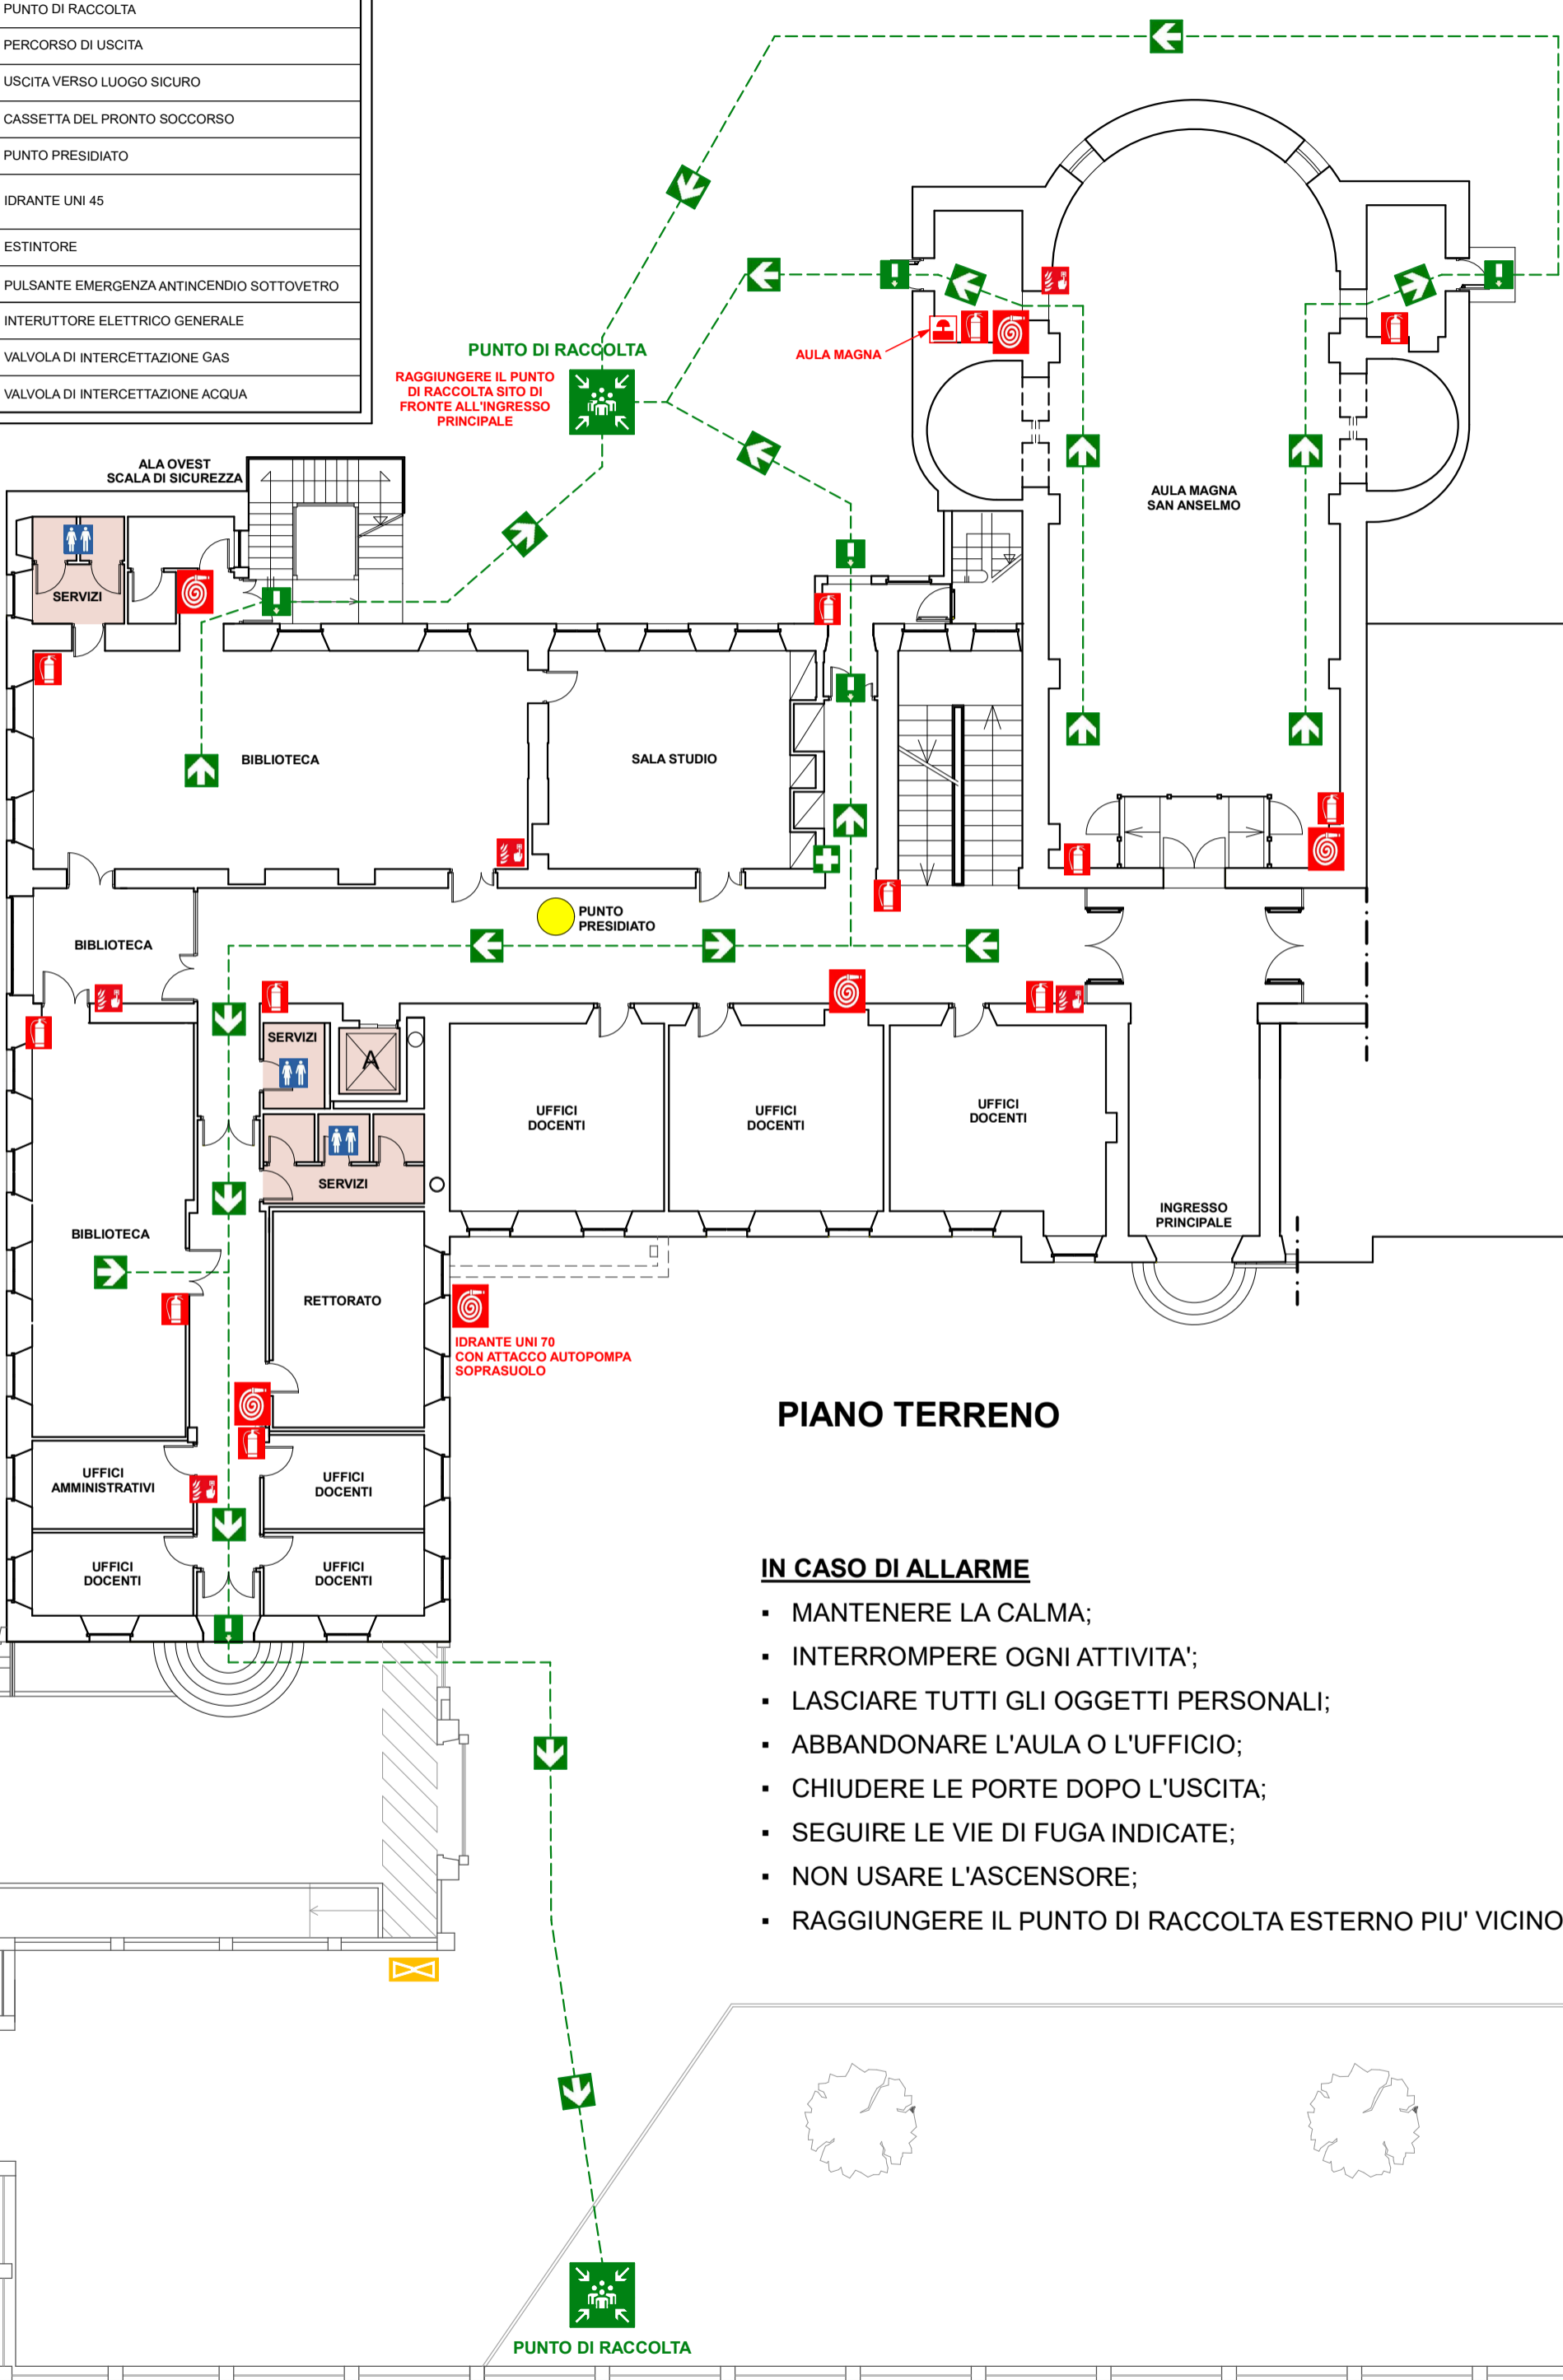 PUNTO DI RACCOLTA
PERCORSO DI USCITA
USCITA VERSO LUOGO SICURO
CASSETTA DEL PRONTO SOCCORSO
PUNTO PRESIDIATO
IDRANTE UNI 45
ESTINTORE
PULSANTE EMERGENZA ANTINCENDIO SOTTOVETRO
INTERUTTORE ELETTRICO GENERALE
VALVOLA DI INTERCETTAZIONE GAS
VALVOLA DI INTERCETTAZIONE ACQUA
PUNTO DI RACCOLTA
RAGGIUNGERE IL PUNTO
DI RACCOLTA SITO DI
FRONTE ALL'INGRESSO
PRINCIPALE
AULA MAGNA
ALA OVEST
SCALA DI SICUREZZA
AULA MAGNA
SAN ANSELMO
SERVIZI
BIBLIOTECA
SALA STUDIO
PUNTO
PRESIDIATO
BIBLIOTECA
SERVIZI
A
UFFICI
DOCENTI
UFFICI
DOCENTI
UFFICI
DOCENTI
SERVIZI
INGRESSO
PRINCIPALE
BIBLIOTECA
RETTORATO
IDRANTE UNI 70
CON ATTACCO AUTOPOMPA
SOPRASUOLO
PIANO TERRENO
UFFICI
AMMINISTRATIVI
UFFICI
DOCENTI
UFFICI
DOCENTI
UFFICI
DOCENTI
IN CASO DI ALLARME
▪ MANTENERE LA CALMA;
▪ INTERROMPERE OGNI ATTIVITA';
▪ LASCIARE TUTTI GLI OGGETTI PERSONALI;
▪ ABBANDONARE L'AULA O L'UFFICIO;
▪ CHIUDERE LE PORTE DOPO L'USCITA;
▪ SEGUIRE LE VIE DI FUGA INDICATE;
▪ NON USARE L'ASCENSORE;
▪ RAGGIUNGERE IL PUNTO DI RACCOLTA ESTERNO PIU' VICINO
PUNTO DI RACCOLTA